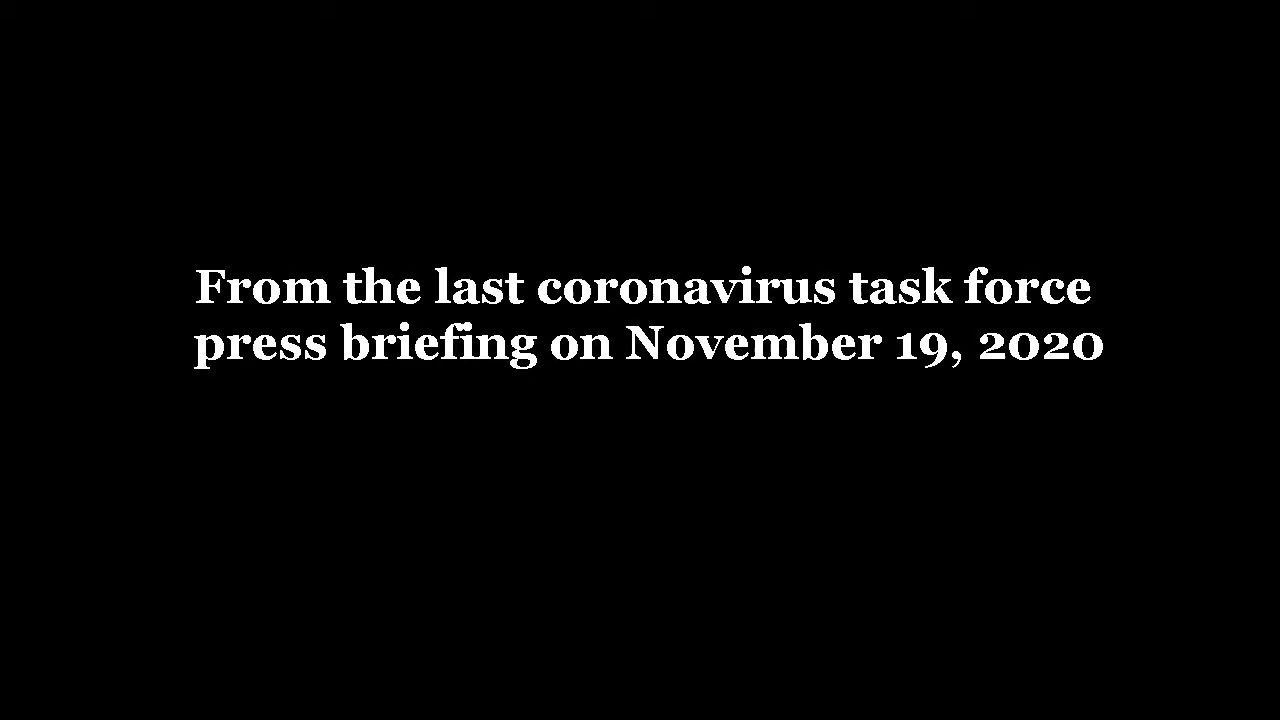 From the last coronavirus task force
press briefing on November 19, 2020